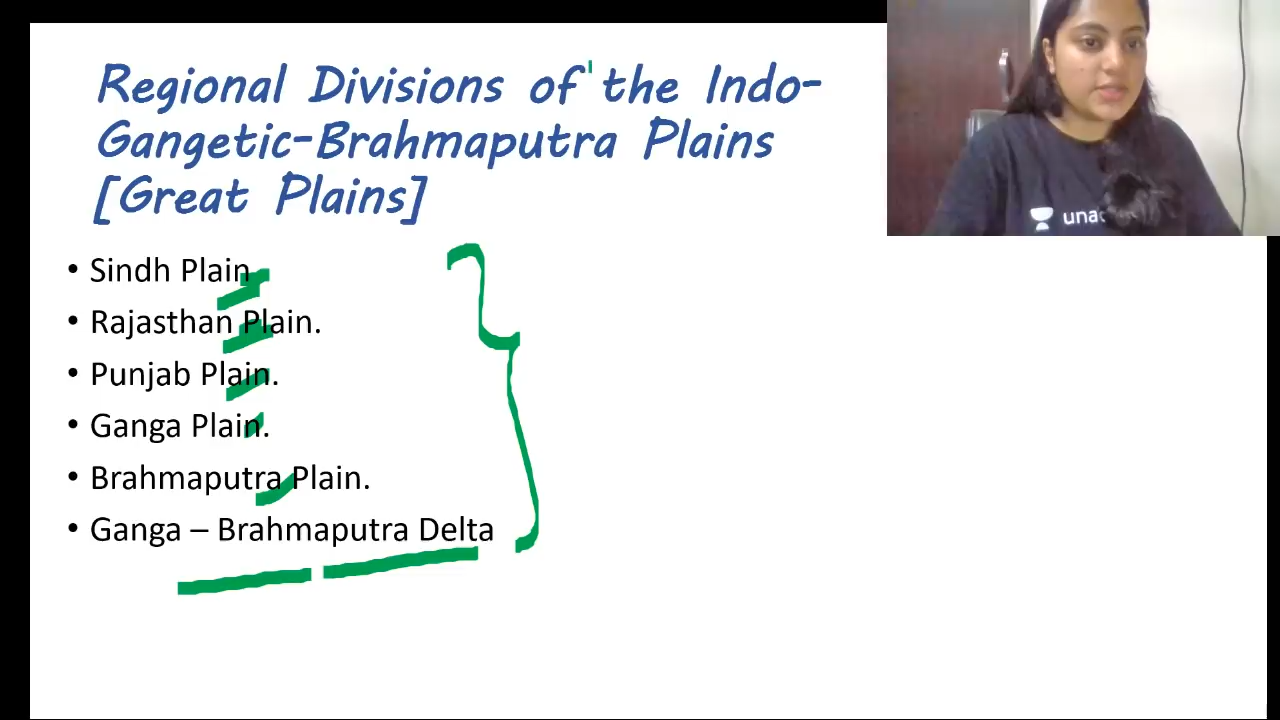 Regional Divisions of the Indo-
Gangetic-Brahmaputra Plains
[Great Plains]
• Sindh Plain
• Rajasthan Plain.
• Punjab Plain.
• Ganga Plain.
• Brahmaputra Plain.
• Ganga – Brahmaputra Delta